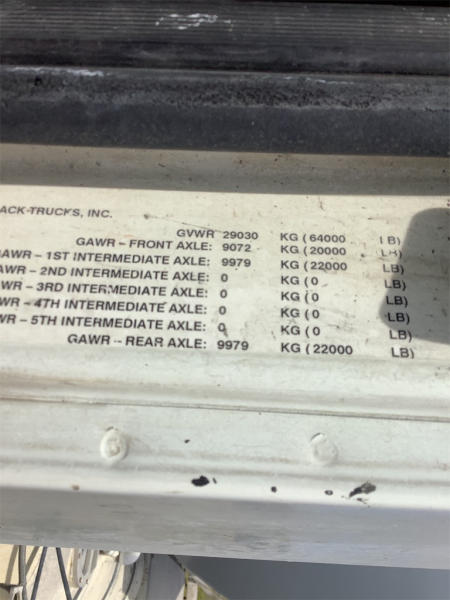 ACK-TRUCKS, INC.
GVWR 29030 KG ( 64000 LB)
GAWR – FRONT AXLE: 9072 KG ( 20000 LB)
GAWR – 1ST INTERMEDIATE AXLE: 9979 KG ( 22000 LB)
AWR – 2ND INTERMEDIATE AXLE: 0 KG ( 0 LB)
AWR – 3RD INTERMEDIATE AXLE: 0 KG ( 0 LB)
WR – 4TH INTERMEDIATE AXLE: 0 KG ( 0 LB)
WR – 5TH INTERMEDIATE AXLE: 0 KG ( 0 LB)
GAWR – REAR AXLE: 9979 KG ( 22000 LB)